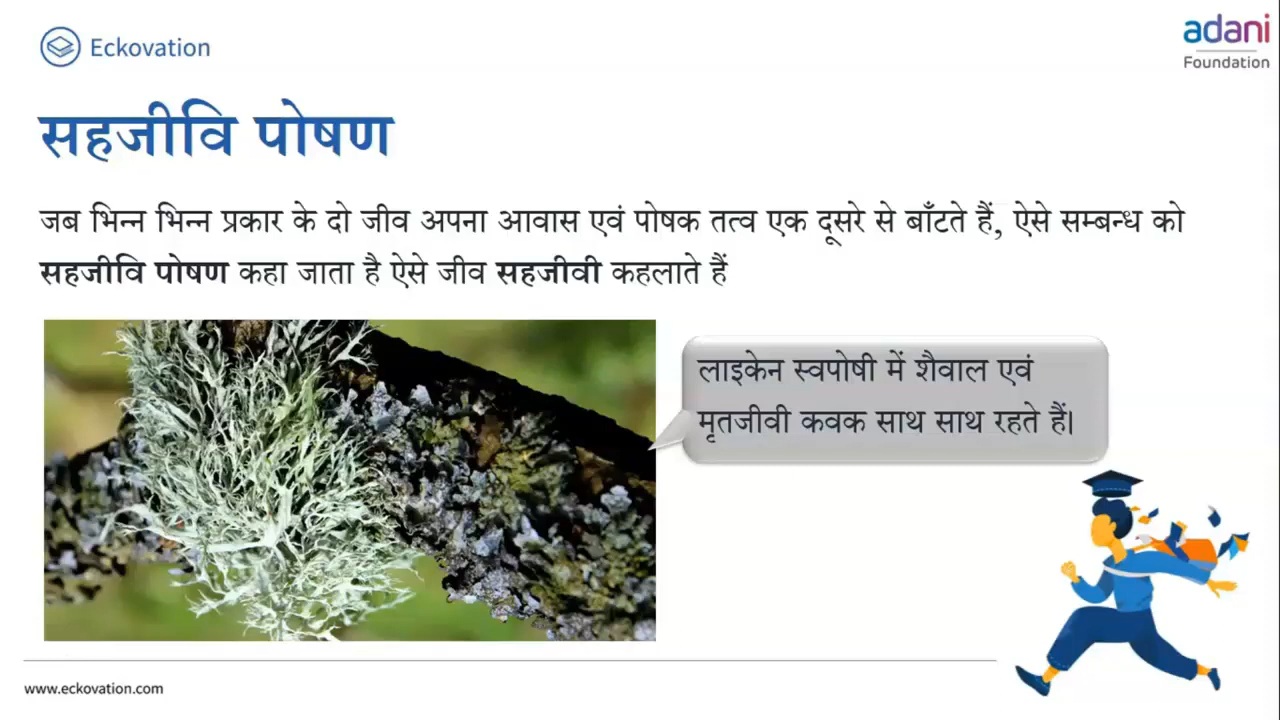 Eckovation
adani
Foundation
सहजीवि पोषण
जब भिन्न भिन्न प्रकार के दो जीव अपना आवास एवं पोषक तत्व एक दूसरे से बाँटते हैं, ऐसे सम्बन्ध को
सहजीवि पोषण कहा जाता है ऐसे जीव सहजीवी कहलाते हैं
लाइकेन स्वपोषी में शैवाल एवं
मृतजीवी कवक साथ साथ रहते हैं।
www.eckovation.com